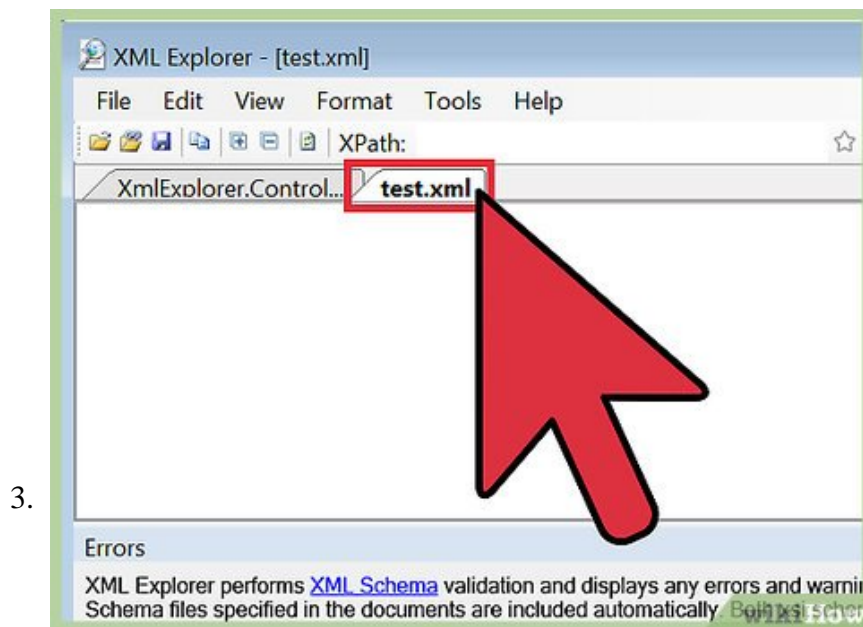 XML Explorer - [test.xml]
File Edit View Format Tools Help
XPath:
XmlExplorer.Control... test.xml
3.
Errors
XML Explorer performs XML Schema validation and displays any errors and
Schema files specified in the documents are included automatically.
wikiHow